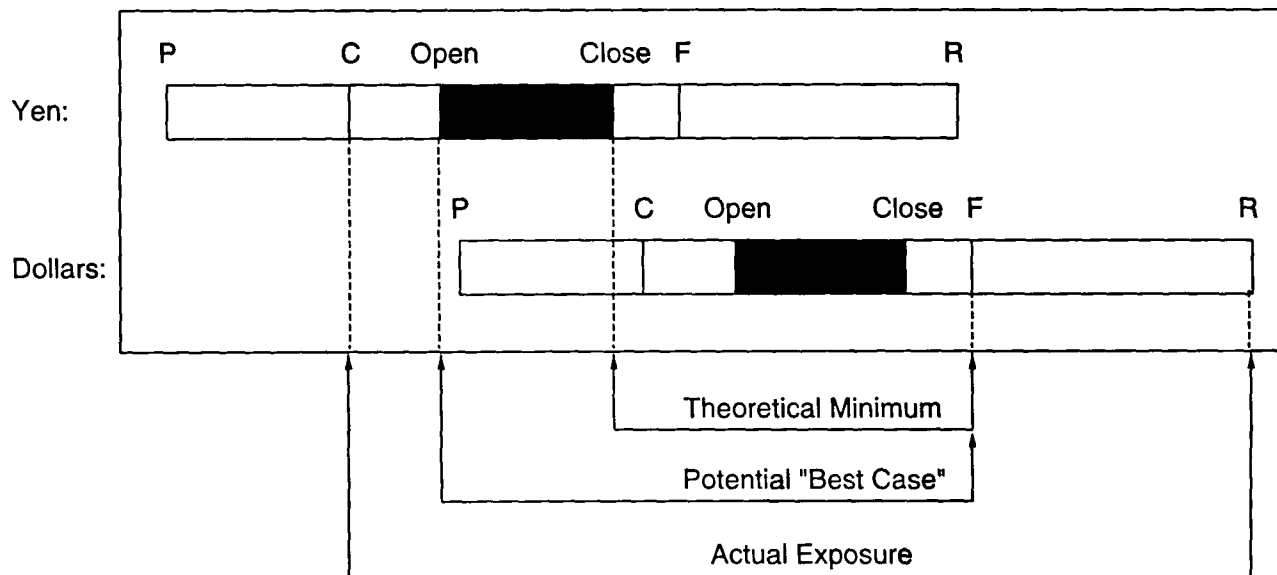 P C Open Close F R
Yen:
P C Open Close F R
Dollars:
Theoretical Minimum
Potential "Best Case"
Actual Exposure